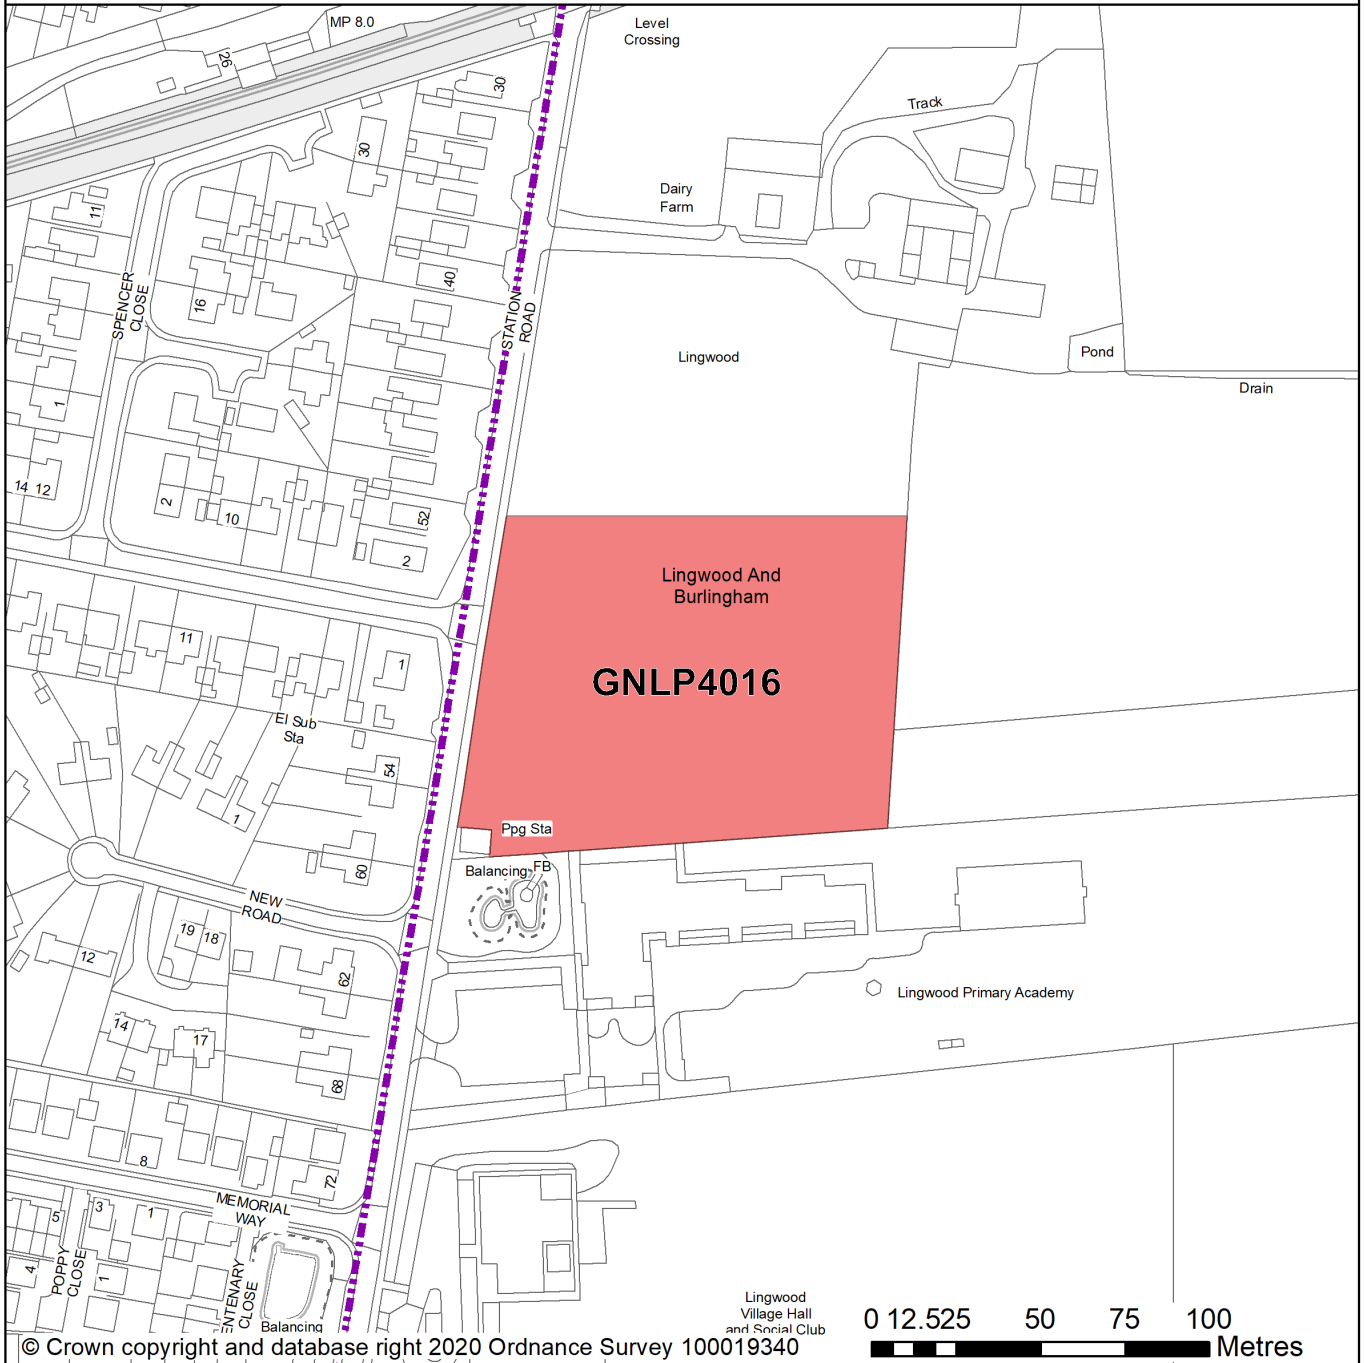 MP 8.0
Level
Crossing
26
30
30
Track
Dairy
Farm
11
SPENCER
CLOSE
16
40
STATION
ROAD
Lingwood
Pond
Drain
1
14 12
2
10
52
2
Lingwood And
Burlingham
GNLP4016
11
1
El Sub
Sta
54
1
Ppg Sta
60
Balancing
FB
NEW
ROAD
19 18
12
62
Lingwood Primary Academy
14
17
68
8
72
MEMORIAL
WAY
5
3
1
4
POPPY
CLOSE
1
ENTENARY
CLOSE
Balancing
Lingwood
Village Hall
and Social Club
0 12.525 50 75 100
Metres
© Crown copyright and database right 2020 Ordnance Survey 100019340